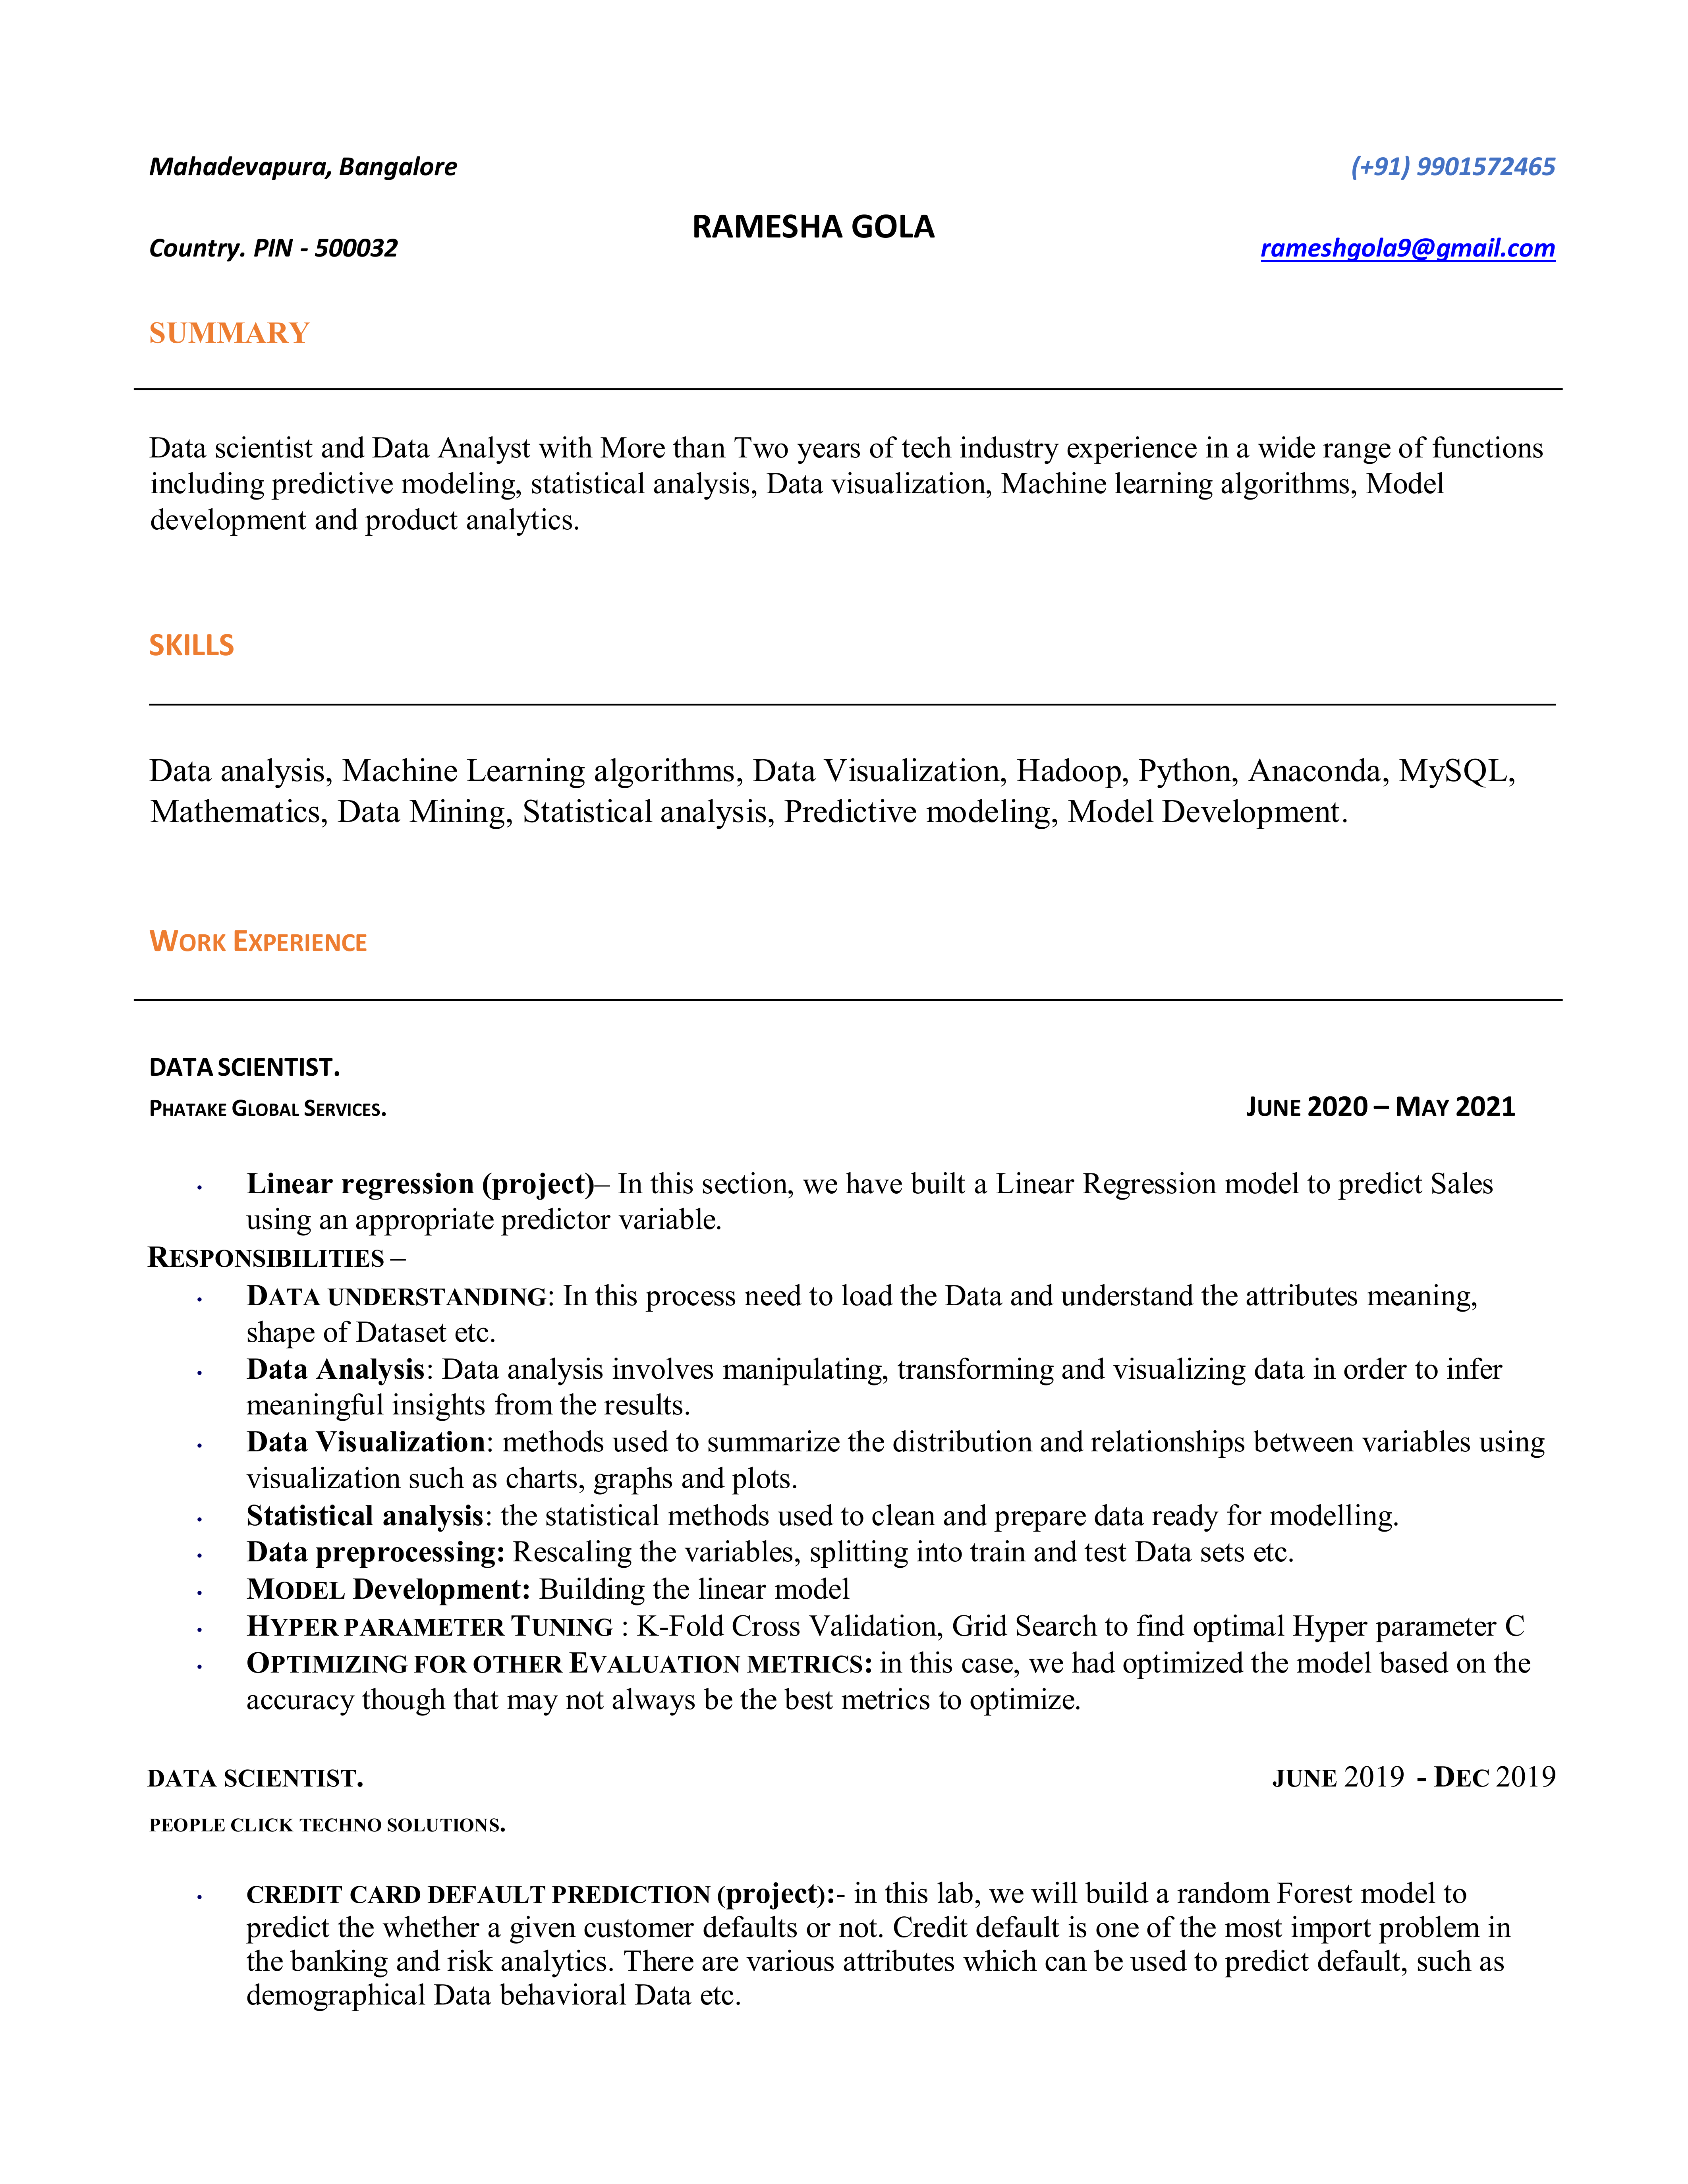 Mahadevapura, Bangalore (+91) 9901572465
RAMESHA GOLA
Country. PIN - 500032 rameshgola9@gmail.com
SUMMARY
Data scientist and Data Analyst with More than Two years of tech industry experience in a wide range of functions
including predictive modeling, statistical analysis, Data visualization, Machine learning algorithms, Model
development and product analytics.
SKILLS
Data analysis, Machine Learning algorithms, Data Visualization, Hadoop, Python, Anaconda, MySQL,
Mathematics, Data Mining, Statistical analysis, Predictive modeling, Model Development.
WORK EXPERIENCE
DATA SCIENTIST.
PHATAKE GLOBAL SERVICES. JUNE 2020 – MAY 2021
• Linear regression (project)– In this section, we have built a Linear Regression model to predict Sales
using an appropriate predictor variable.
RESPONSIBILITIES –
• DATA UNDERSTANDING: In this process need to load the Data and understand the attributes meaning,
shape of Dataset etc.
• Data Analysis: Data analysis involves manipulating, transforming and visualizing data in order to infer
meaningful insights from the results.
• Data Visualization: methods used to summarize the distribution and relationships between variables using
visualization such as charts, graphs and plots.
• Statistical analysis: the statistical methods used to clean and prepare data ready for modelling.
• Data preprocessing: Rescaling the variables, splitting into train and test Data sets etc.
• MODEL Development: Building the linear model
• HYPER PARAMETER TUNING : K-Fold Cross Validation, Grid Search to find optimal Hyper parameter C
• OPTIMIZING FOR OTHER EVALUATION METRICS: in this case, we had optimized the model based on the
accuracy though that may not always be the best metrics to optimize.
DATA SCIENTIST. JUNE 2019 - DEC 2019
PEOPLE CLICK TECHNO SOLUTIONS.
• CREDIT CARD DEFAULT PREDICTION (project):- in this lab, we will build a random Forest model to
predict the whether a given customer defaults or not. Credit default is one of the most import problem in
the banking and risk analytics. There are various attributes which can be used to predict default, such as
demographical Data behavioral Data etc.